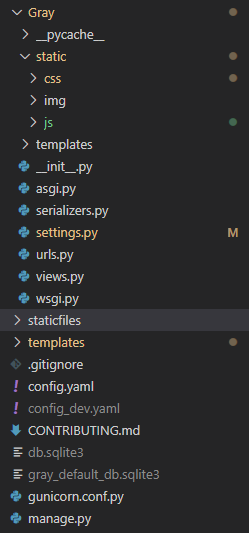 Gray
__pycache__
static
css
img
js
templates
__init__.py
asgi.py
serializers.py
settings.py M
urls.py
views.py
wsgi.py
staticfiles
templates
.gitignore
! config.yaml
! config_dev.yaml
CONTRIBUTING.md
db.sqlite3
gray_default_db.sqlite3
gunicorn.conf.py
manage.py